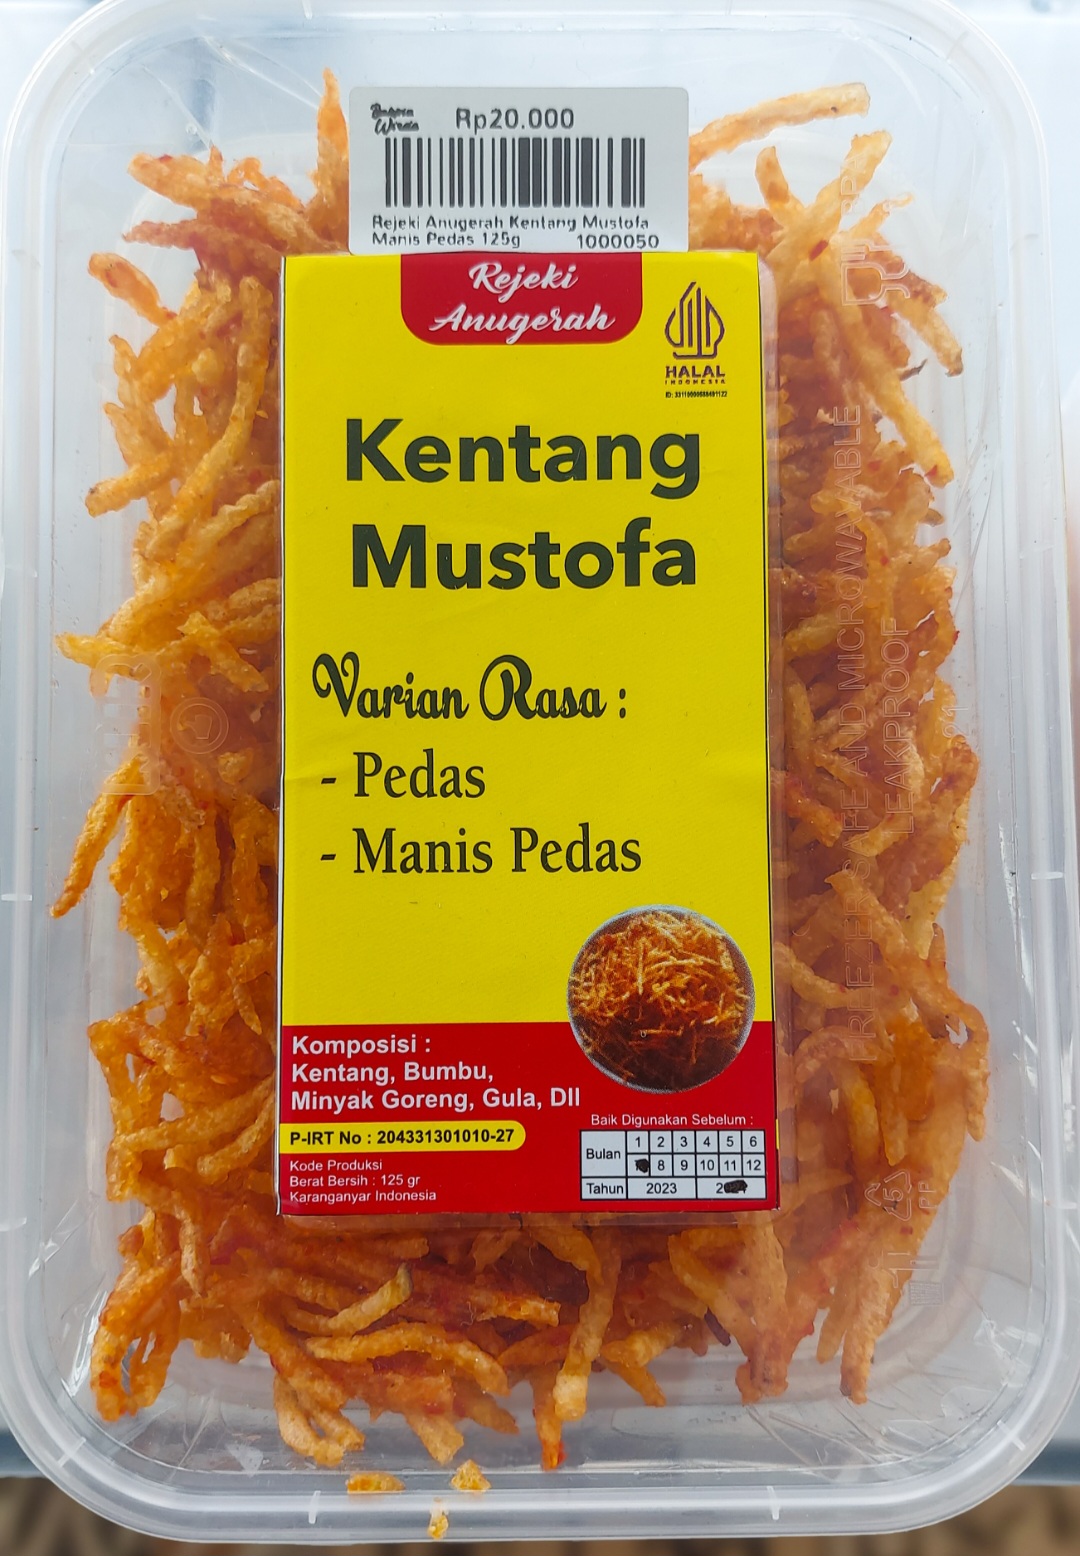 Rp20.000
Rejeki Anugerah Kentang Mustofa
Manis Pedas 125g 1000050
Rejeki
Anugerah
HALAL
INDONESIA
Kentang
Mustofa
Varian Rasa :
- Pedas
- Manis Pedas
Komposisi :
Kentang, Bumbu,
Minyak Goreng, Gula, Dll
P-IRT No : 204331301010-27
Kode Produksi
Berat Bersih : 125 gr
Karanganyar Indonesia
Baik Digunakan Sebelum :
Bulan 1 2 3 4 5 6
8 9 10 11 12
Tahun 2023
FREEZER SAFE AND MICROWAVABLE
LEAKPROOF
5
PP